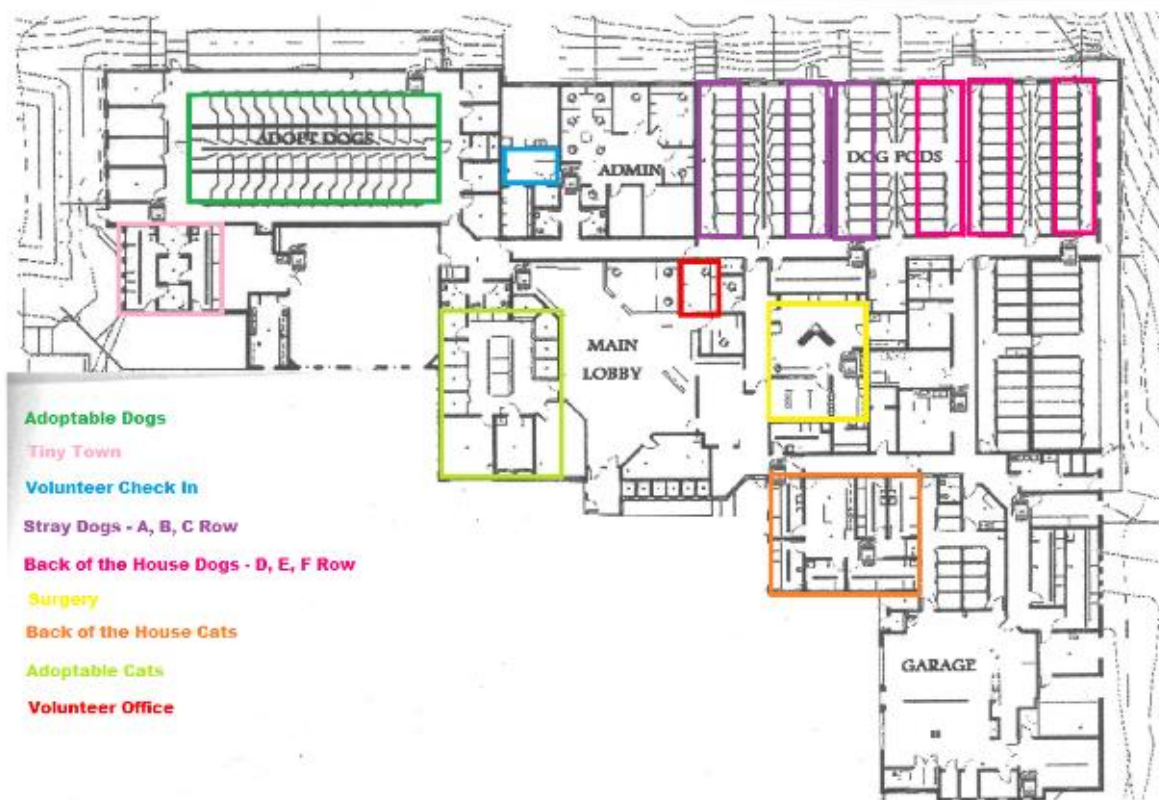 ADOPT DOGS
ADMIN
DOG PODS
MAIN
LOBBY
Adoptable Dogs
Tiny Town
Volunteer Check In
Stray Dogs - A, B, C Row
Back of the House Dogs - D, E, F Row
Surgery
Back of the House Cats
Adoptable Cats
Volunteer Office
GARAGE